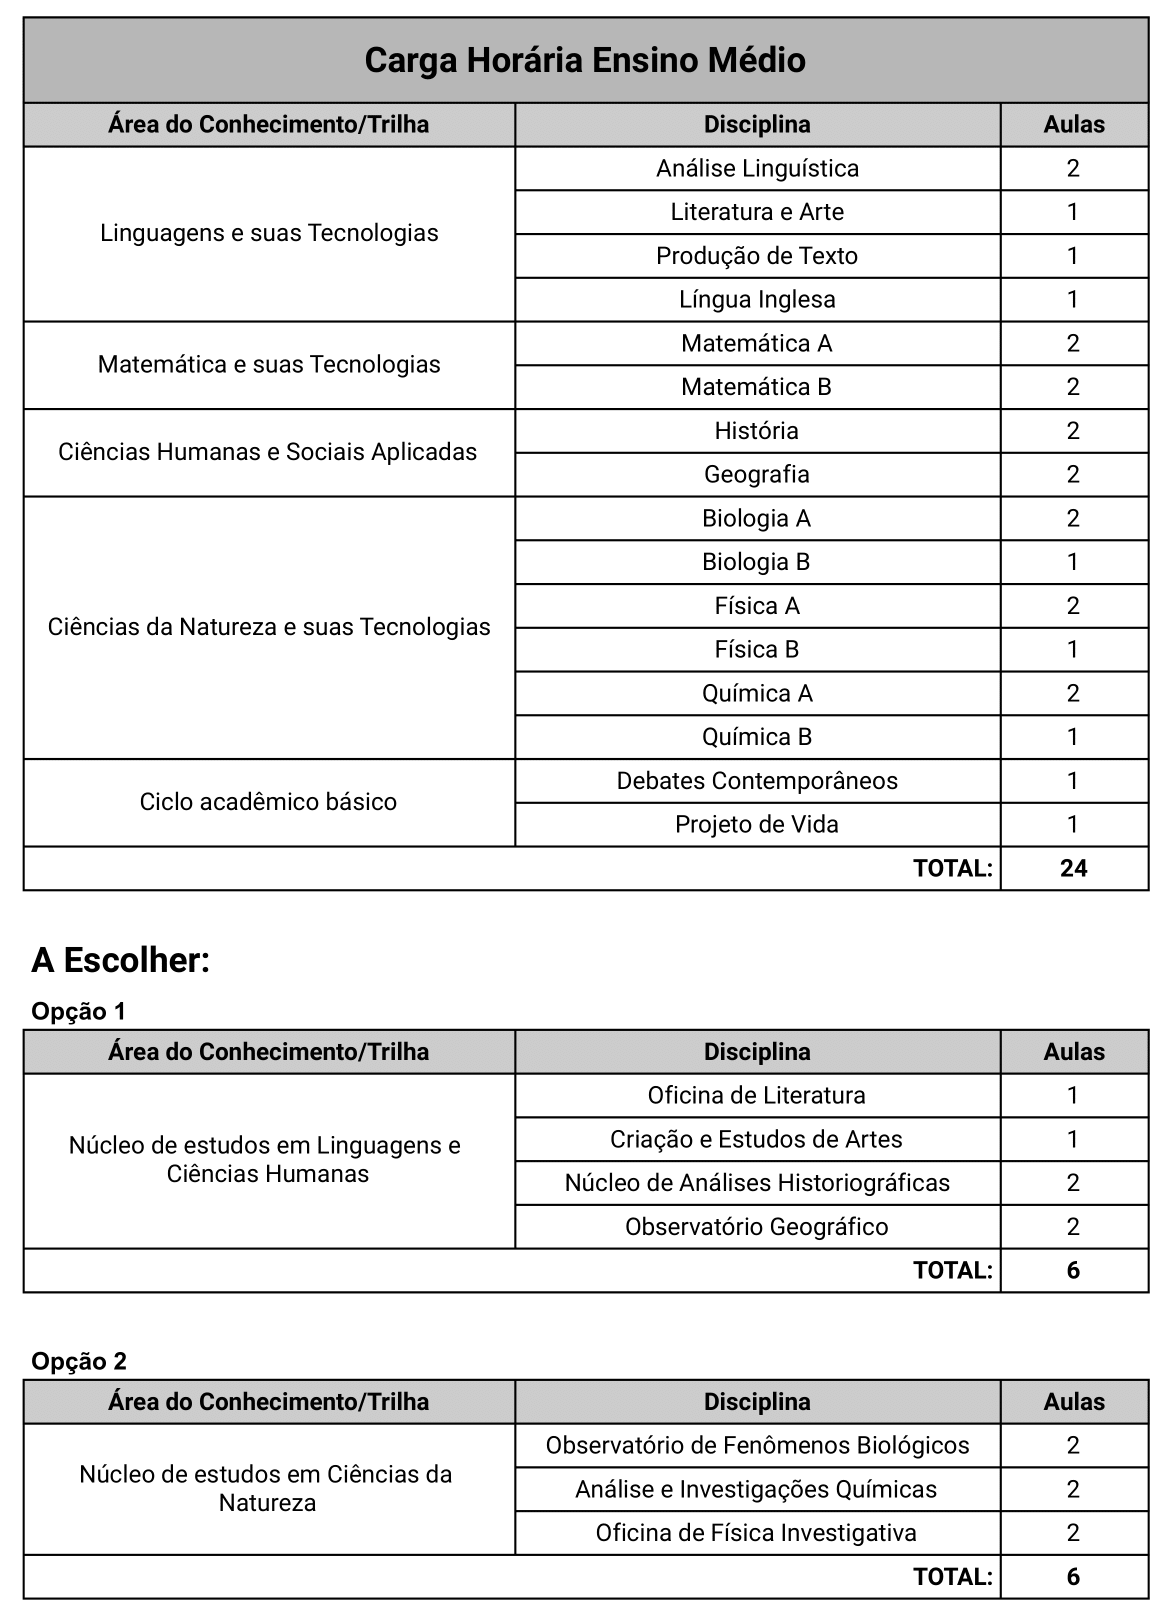 Carga Horária Ensino Médio
Área do Conhecimento/Trilha Disciplina Aulas
Linguagens e suas Tecnologias
Análise Linguística 2
Literatura e Arte 1
Produção de Texto 1
Língua Inglesa 1
Matemática e suas Tecnologias
Matemática A 2
Matemática B 2
Ciências Humanas e Sociais Aplicadas
História 2
Geografia 2
Ciências da Natureza e suas Tecnologias
Biologia A 2
Biologia B 1
Física A 2
Física B 1
Química A 2
Química B 1
Ciclo acadêmico básico
Debates Contemporâneos 1
Projeto de Vida 1
TOTAL: 24
A Escolher:
Opção 1
Área do Conhecimento/Trilha Disciplina Aulas
Núcleo de estudos em Linguagens e
Ciências Humanas
Oficina de Literatura 1
Criação e Estudos de Artes 1
Núcleo de Análises Historiográficas 2
Observatório Geográfico 2
TOTAL: 6
Opção 2
Área do Conhecimento/Trilha Disciplina Aulas
Núcleo de estudos em Ciências da
Natureza
Observatório de Fenômenos Biológicos 2
Análise e Investigações Químicas 2
Oficina de Física Investigativa 2
TOTAL: 6